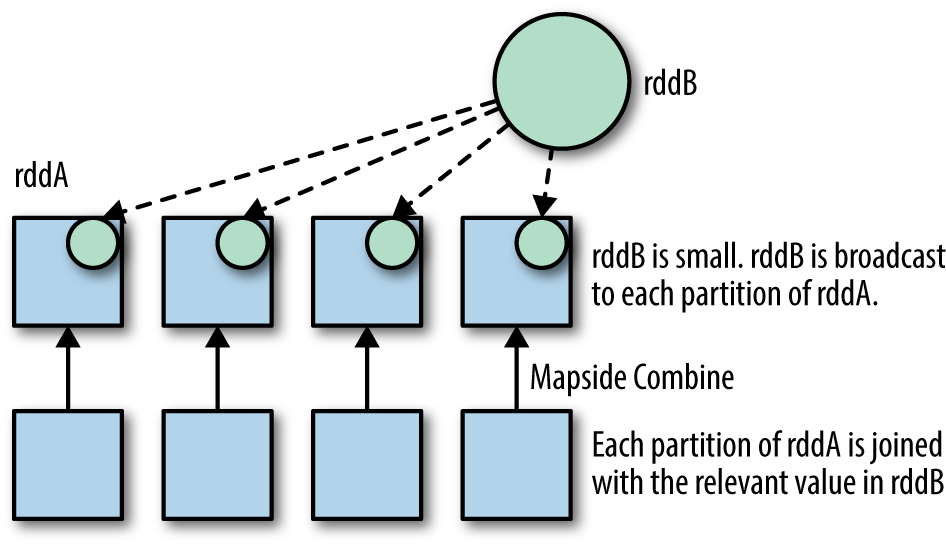 rddB
rddA
rddB is small. rddB is broadcast
to each partition of rddA.
Mapside Combine
Each partition of rddA is joined
with the relevant value in rddB